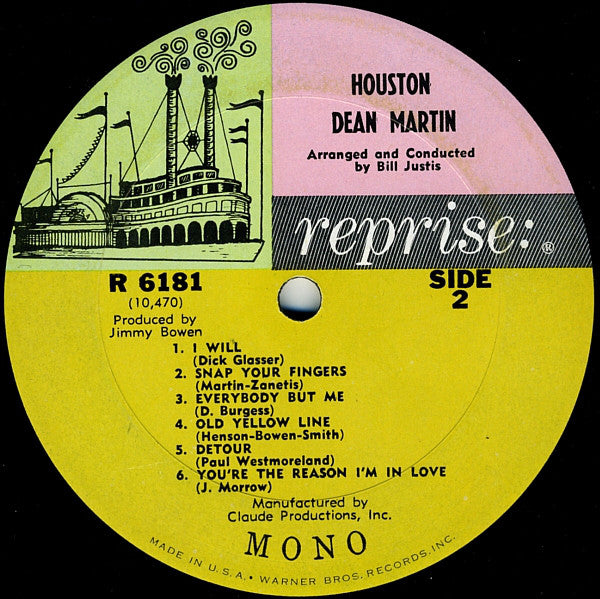 HOUSTON
DEAN MARTIN
Arranged and Conducted
by Bill Justis
reprise:®
R 6181
(10,470)
Produced by
Jimmy Bowen
SIDE
2
1. I WILL
(Dick Glasser)
2. SNAP YOUR FINGERS
(Martin-Zanetis)
3. EVERYBODY BUT ME
(D. Burgess)
4. OLD YELLOW LINE
(Henson-Bowen-Smith)
5. DETOUR
(Paul Westmoreland)
6. YOU'RE THE REASON I'M IN LOVE
(J. Morrow)
Manufactured by
Claude Productions, Inc.
MONO
MADE IN U.S.A. • WARNER BROS. RECORDS, INC.